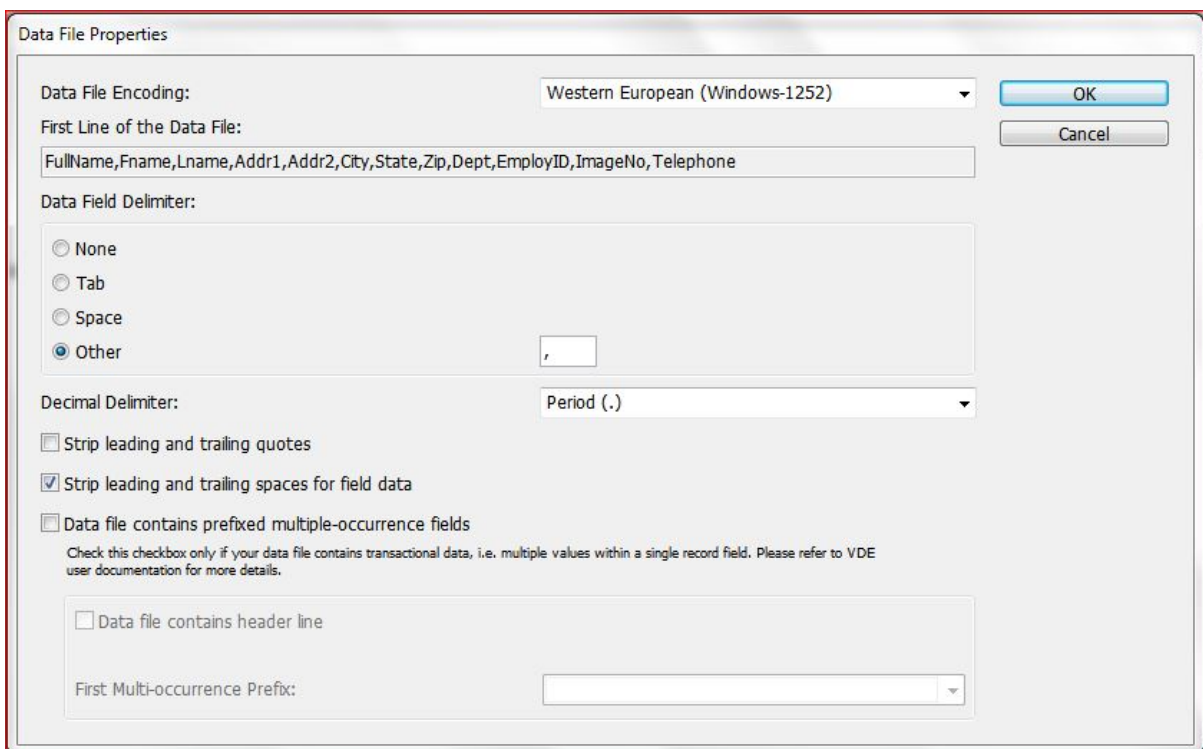 Data File Properties
Data File Encoding:
Western European (Windows-1252)
OK
First Line of the Data File:
Cancel
FullName,Fname,Lname,Addr1,Addr2,City,State,Zip,Dept,EmployID,ImageNo,Telephone
Data Field Delimiter:
None
Tab
Space
Other
,
Decimal Delimiter:
Period (.)
Strip leading and trailing quotes
Strip leading and trailing spaces for field data
Data file contains prefixed multiple-occurrence fields
Check this checkbox only if your data file contains transactional data, i.e. multiple values within a single record field. Please refer to VDE
user documentation for more details.
Data file contains header line
First Multi-occurrence Prefix: